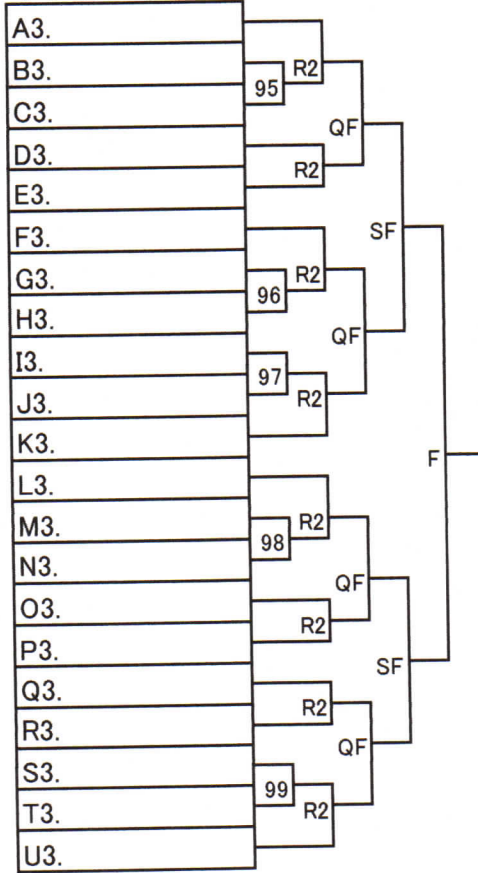 A3.
B3.
C3.
D3.
E3.
F3.
G3.
H3.
I3.
J3.
K3.
L3.
M3.
N3.
O3.
P3.
Q3.
R3.
S3.
T3.
U3.
95
R2
R2
QF
96
R2
97
R2
QF
SF
98
R2
R2
QF
R2
99
R2
QF
SF
F